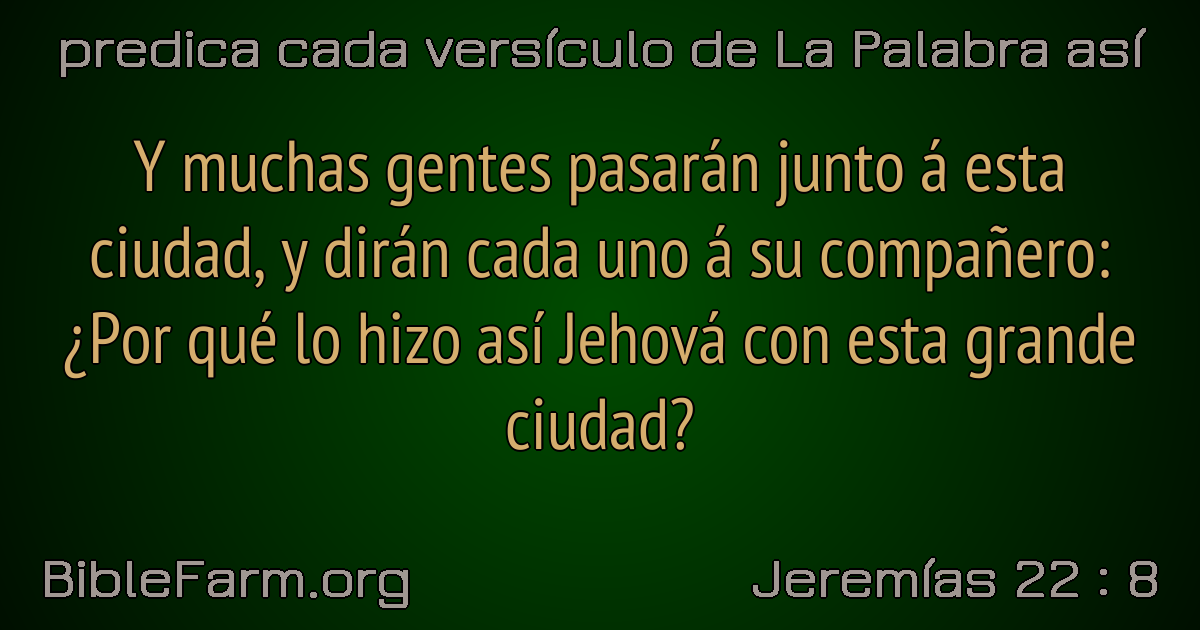 predica cada versículo de La Palabra así
Y muchas gentes pasarán junto á esta
ciudad, y dirán cada uno á su compañero:
¿Por qué lo hizo así Jehová con esta grande
ciudad?
BibleFarm.org
Jeremías 22 : 8